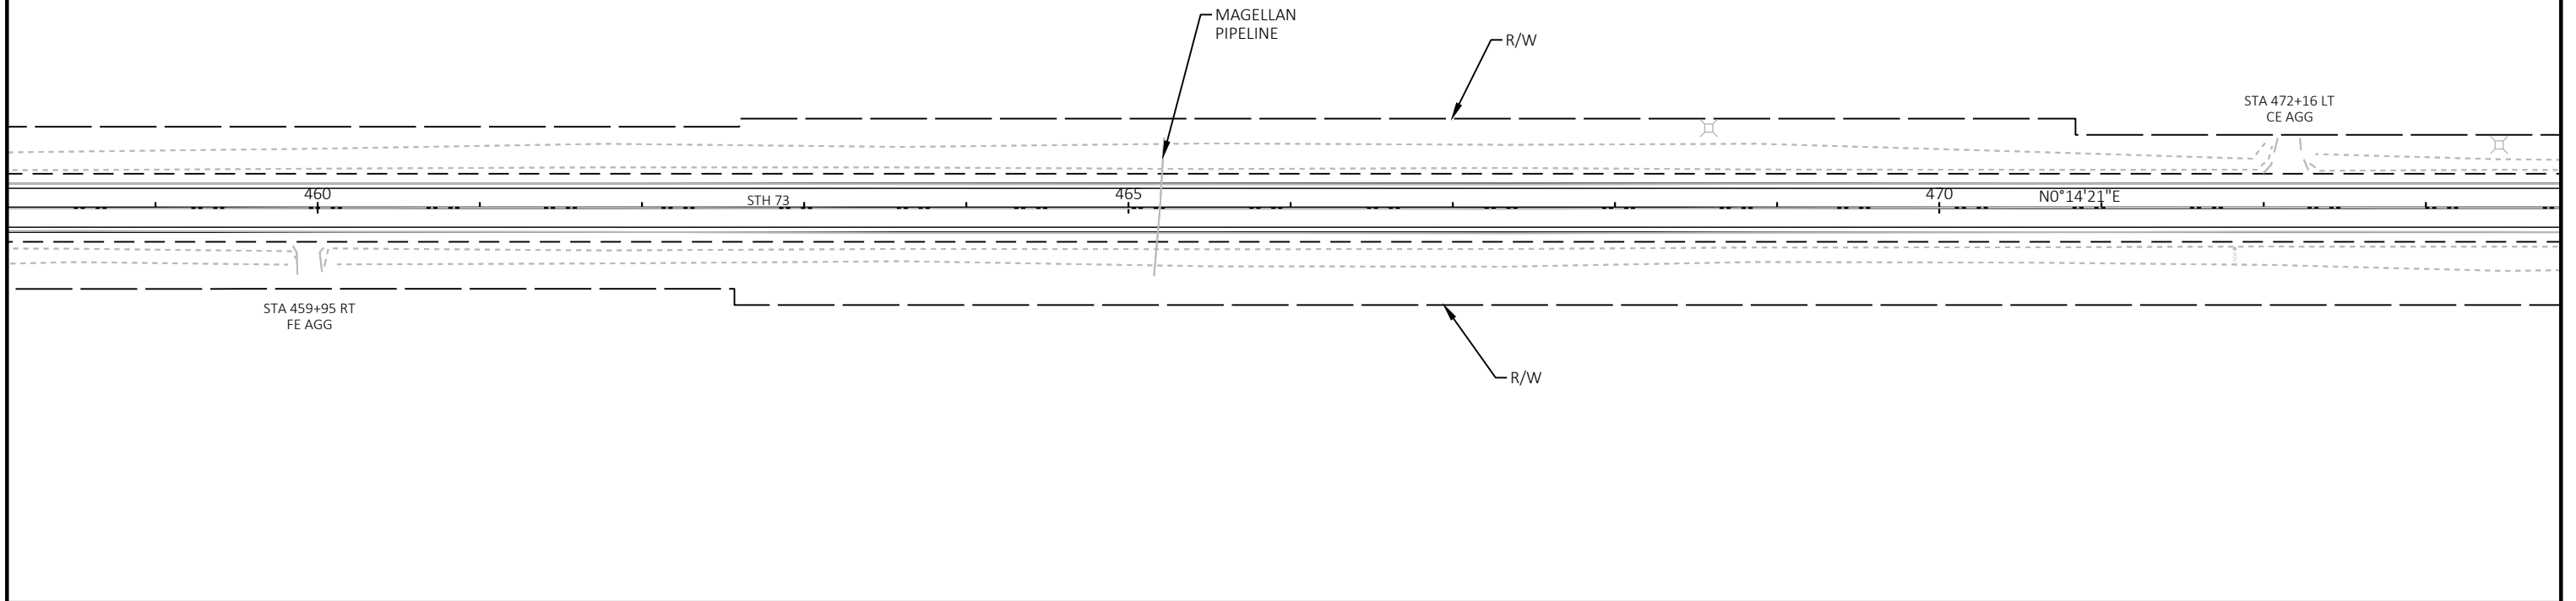 MAGELLAN
PIPELINE
R/W
STA 472+16 LT
CE AGG
460
STH 73
465
470
N0°14'21"E
STA 459+95 RT
FE AGG
R/W